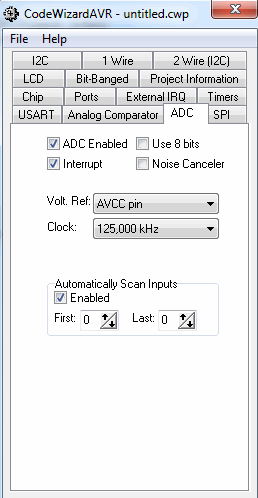 CodeWizardAVR - untitled.cwp
File Help
I2C 1 Wire 2 Wire (I2C)
LCD Bit-Banged Project Information
Chip Ports External IRQ Timers
USART Analog Comparator ADC SPI
ADC Enabled Use 8 bits
Interrupt Noise Canceler
Volt. Ref: AVCC pin
Clock: 125,000 kHz
Automatically Scan Inputs
Enabled
First: 0 Last: 0